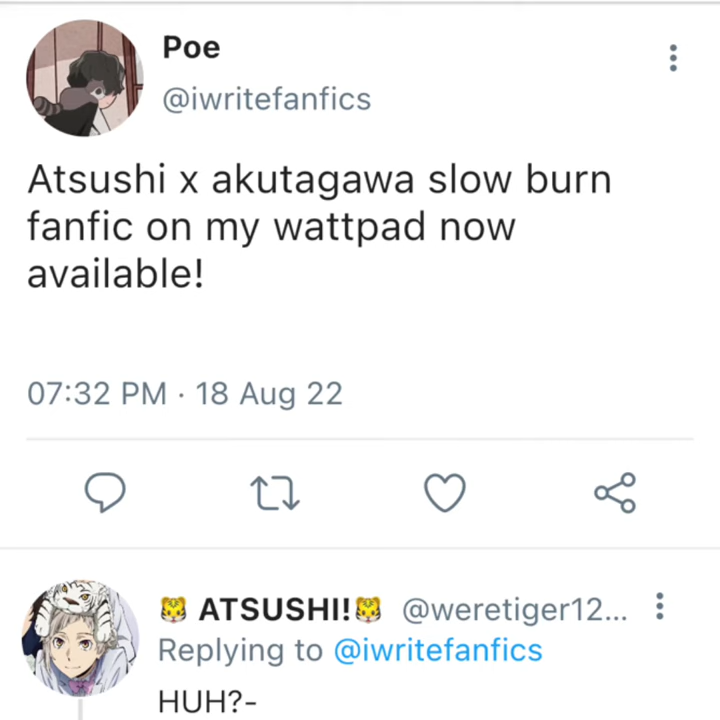 Poe
@iwritefanfics
Atsushi x akutagawa slow burn
fanfic on my wattpad now
available!
07:32 PM · 18 Aug 22
🐯 ATSUSHI!🐯 @weretiger12...
Replying to @iwritefanfics
HUH?-